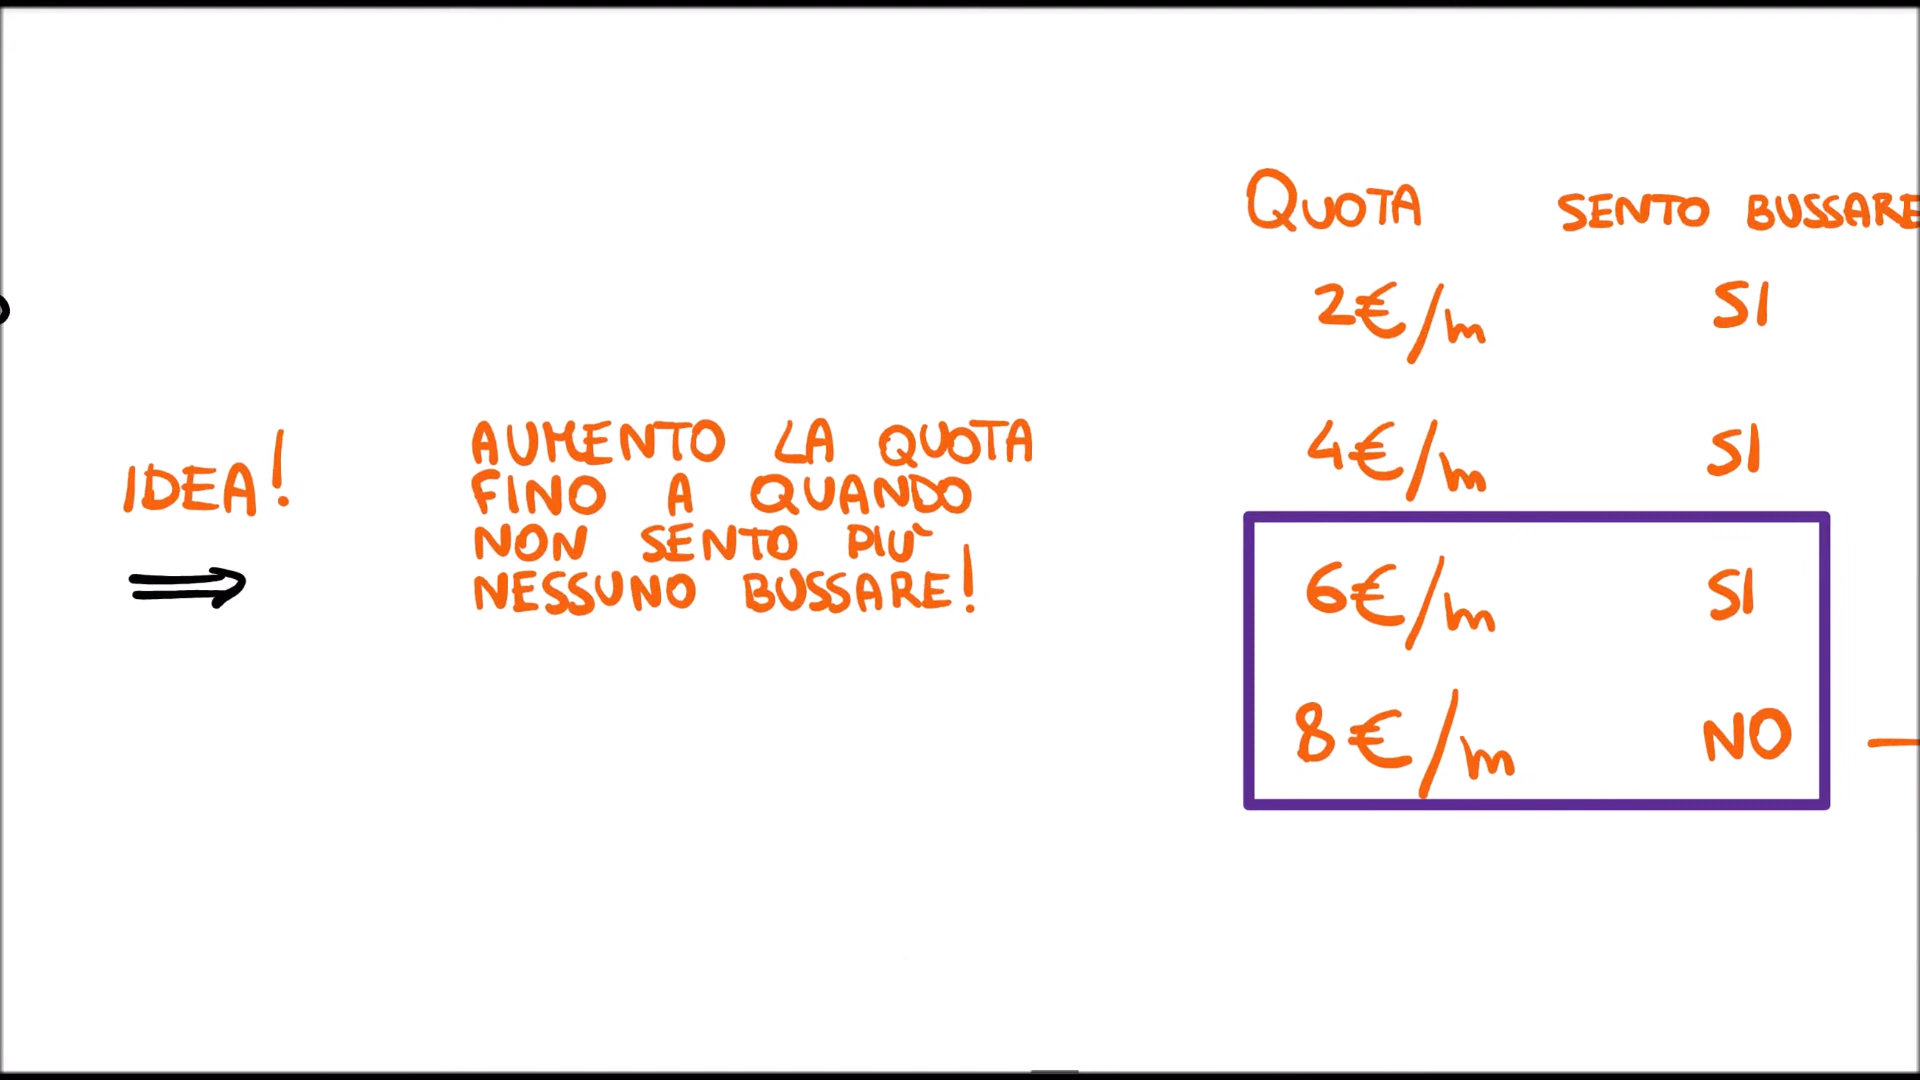 IDEA!
AUMENTO LA QUOTA
FINO A QUANDO
NON SENTO PIÙ
NESSUNO BUSSARE!
QUOTA SENTO BUSSARE
2€/m SI
4€/m SI
6€/m SI
8€/m NO